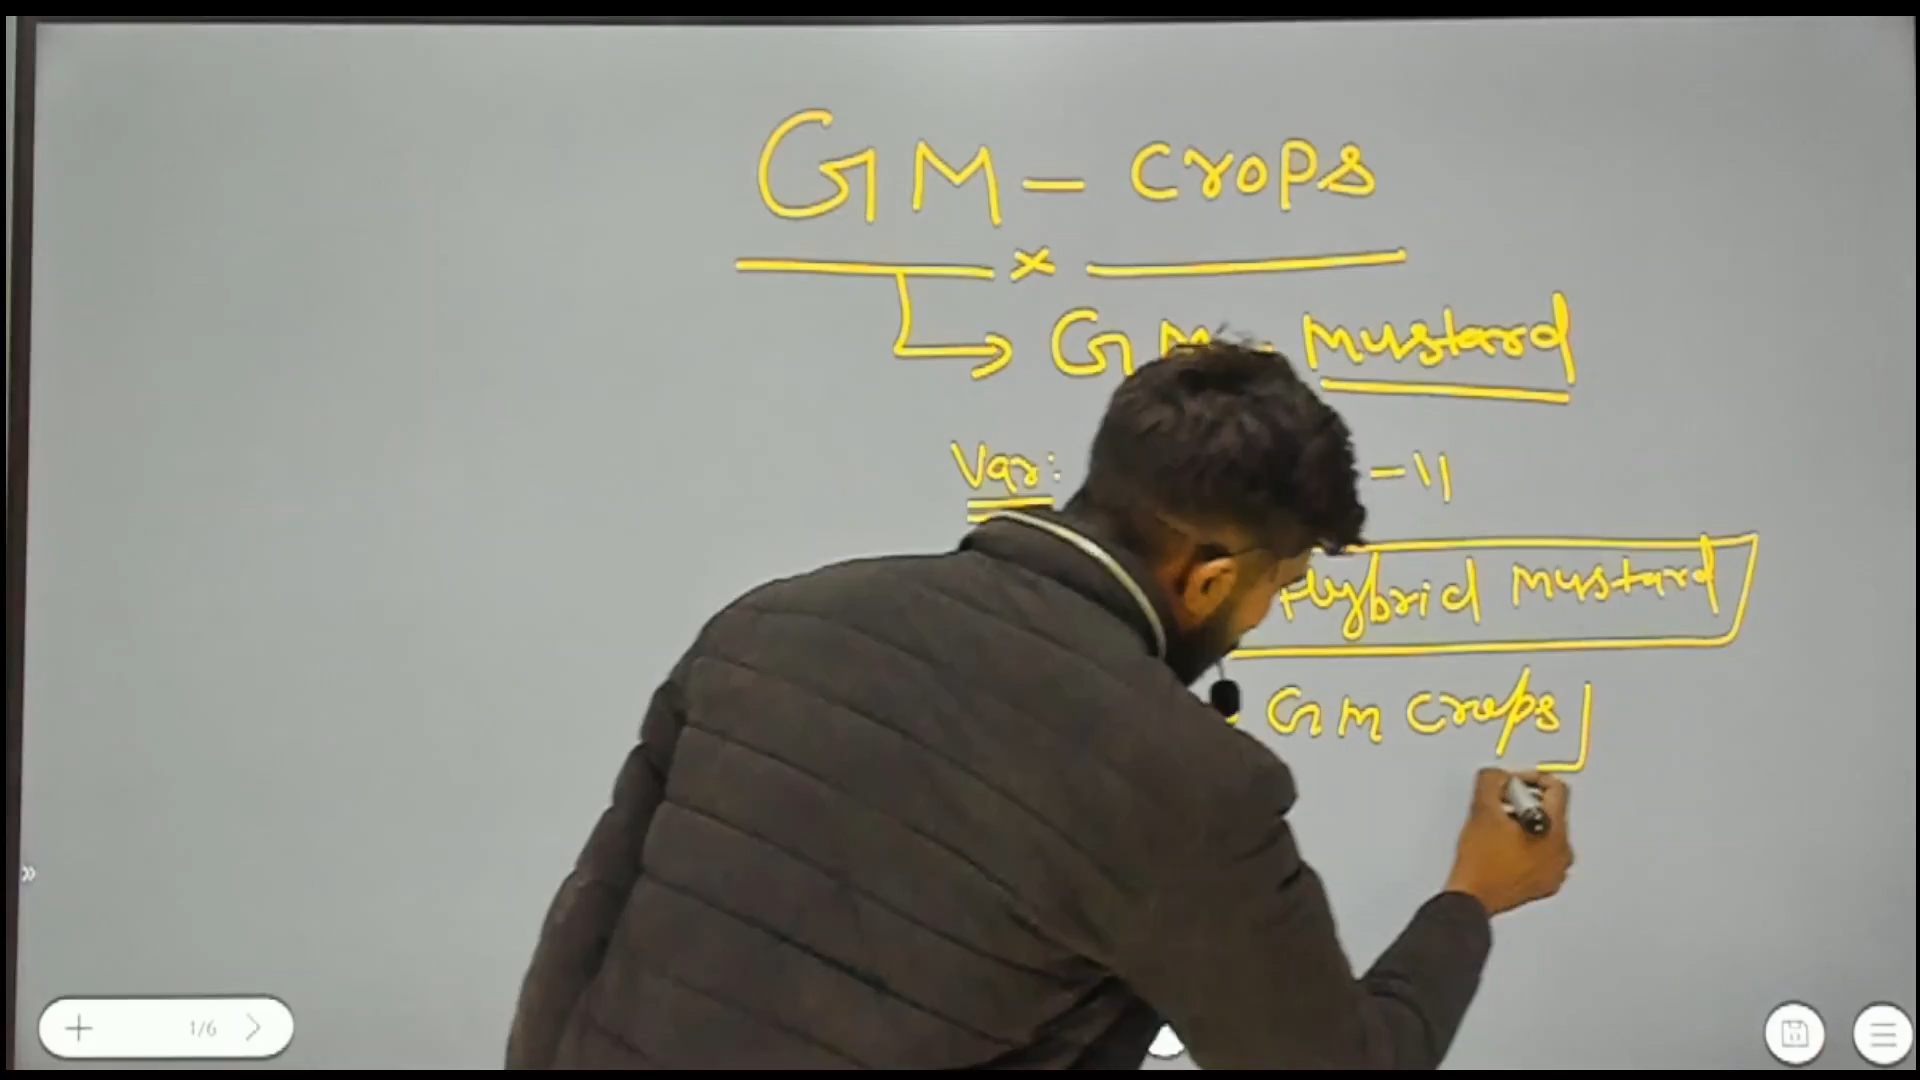 GM - crops
GM - Mustard
Var: -11
Hybrid Mustard
GM crops
1/6